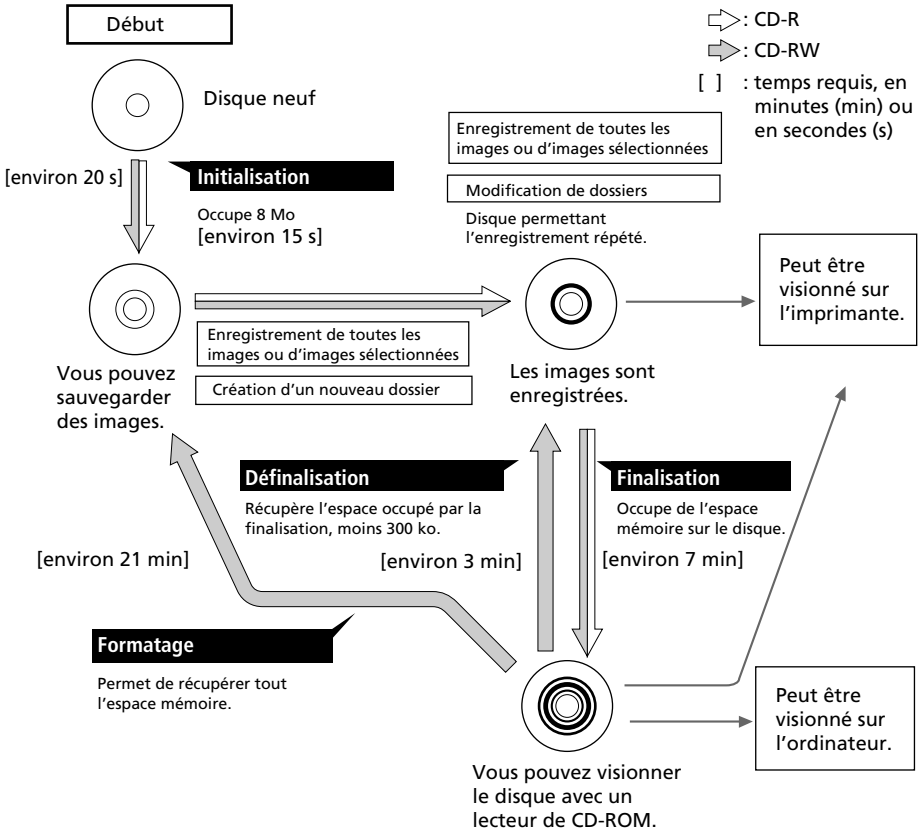 Début
: CD-R
: CD-RW
[ ] : temps requis, en
minutes (min) ou
en secondes (s)
Disque neuf
[environ 20 s]
Initialisation
Occupe 8 Mo
[environ 15 s]
Enregistrement de toutes les
images ou d'images sélectionnées
Modification de dossiers
Disque permettant
l'enregistrement répété.
Peut être
visionné sur
l'imprimante.
Enregistrement de toutes les
images ou d'images sélectionnées
Création d'un nouveau dossier
Vous pouvez
sauvegarder
des images.
Les images sont
enregistrées.
Définalisation
Récupère l'espace occupé par la
finalisation, moins 300 ko.
[environ 3 min]
Finalisation
Occupe de l'espace
mémoire sur le disque.
[environ 7 min]
[environ 21 min]
Formatage
Permet de récupérer tout
l'espace mémoire.
Peut être
visionné sur
l'ordinateur.
Vous pouvez visionner
le disque avec un
lecteur de CD-ROM.